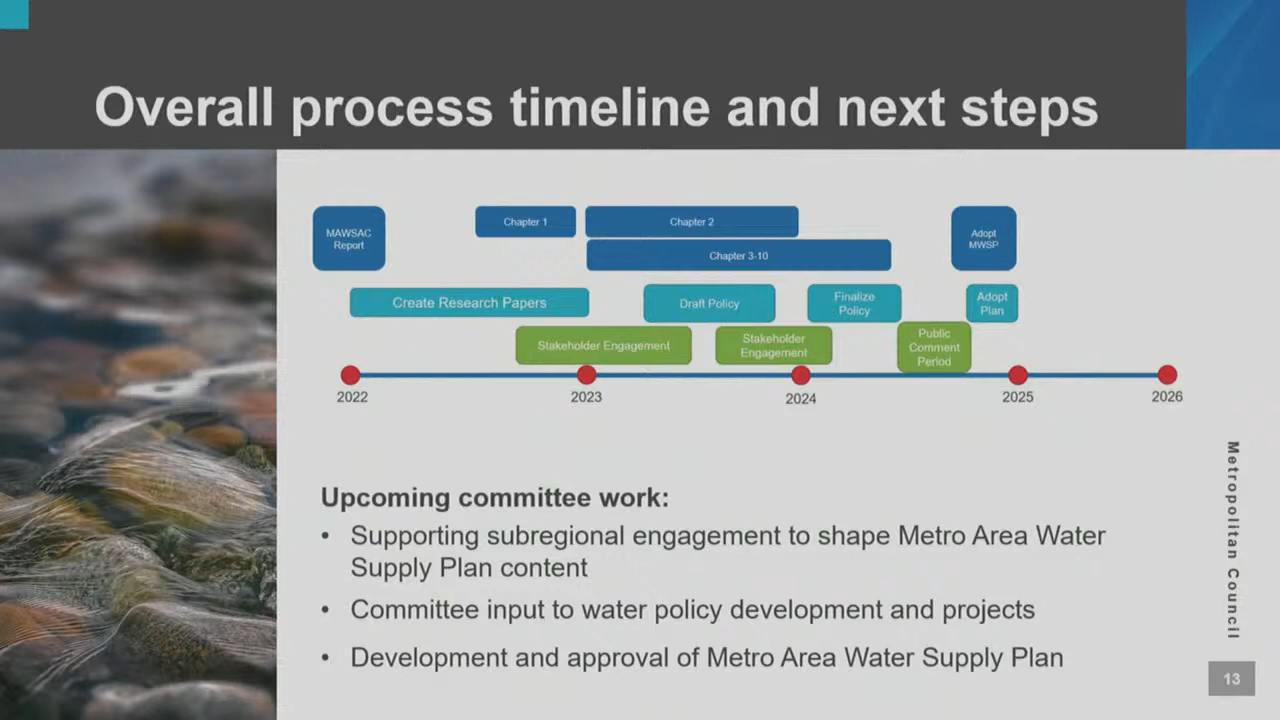 Overall process timeline and next steps
MAWSAC
Report
Chapter 1
Chapter 2
Adopt
MWSP
Chapter 3-10
Create Research Papers
Draft Policy
Finalize
Policy
Adopt
Plan
Stakeholder Engagement
Stakeholder
Engagement
Public
Comment
Period
2022
2023
2024
2025
2026
Upcoming committee work:
• Supporting subregional engagement to shape Metro Area Water
Supply Plan content
• Committee input to water policy development and projects
• Development and approval of Metro Area Water Supply Plan
Metropolitan Council
13